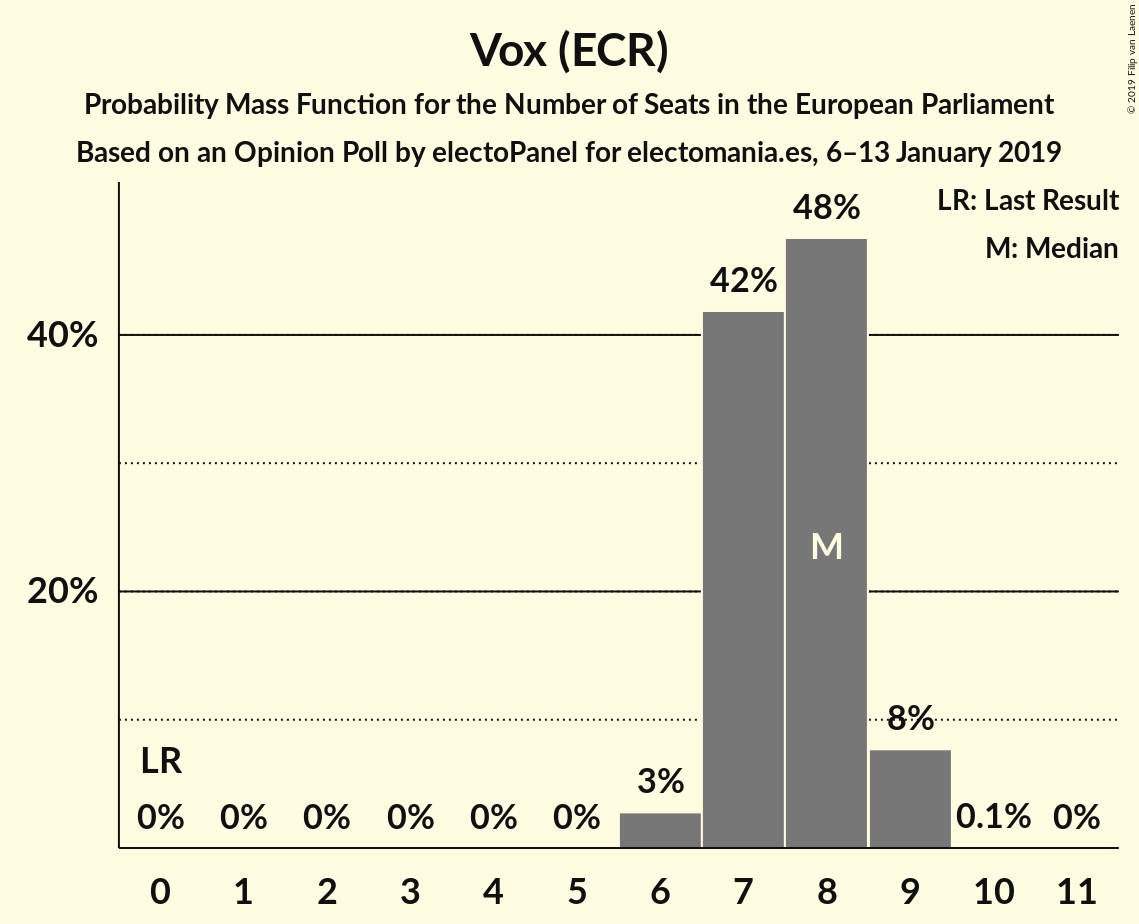 Vox (ECR)
Probability Mass Function for the Number of Seats in the European Parliament
Based on an Opinion Poll by electoPanel for electomania.es, 6–13 January 2019
© 2019 Filip van Laenen
LR: Last Result
M: Median
48%
42%
40%
M
20%
8%
LR
3%
0% 0% 0% 0% 0% 0% 0.1% 0%
0 1 2 3 4 5 6 7 8 9 10 11